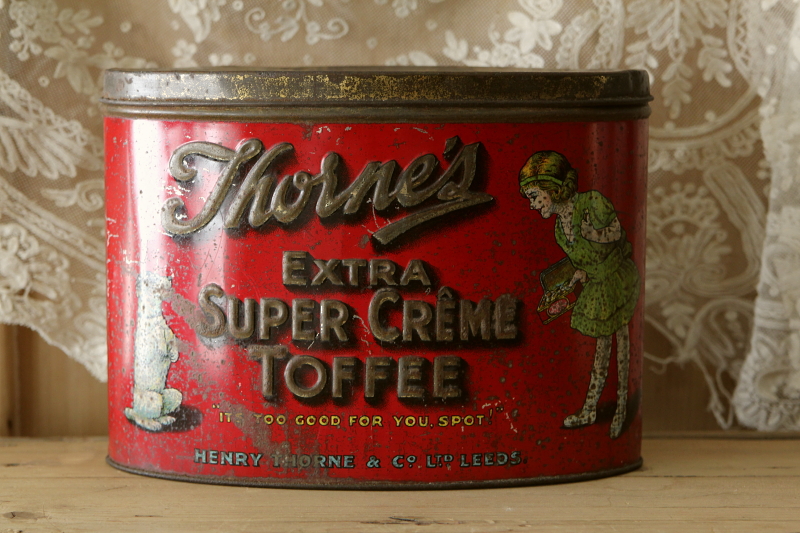 Thorne's
EXTRA
SUPER CRÊME
TOFFEE
"IT'S TOO GOOD FOR YOU, SPOT!"
HENRY THORNE & Cº. LTD LEEDS.